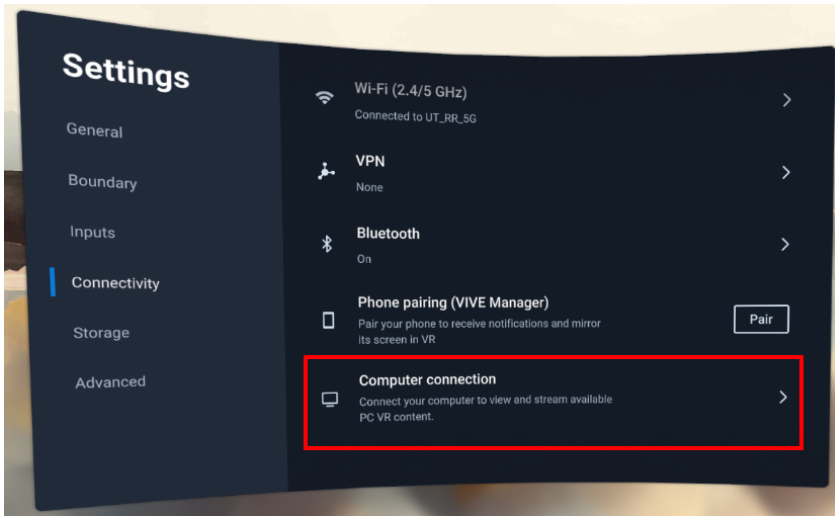 Settings
General
Boundary
Inputs
Connectivity
Storage
Advanced
Wi-Fi (2.4/5 GHz)
Connected to UT_RR_5G
VPN
None
Bluetooth
On
Phone pairing (VIVE Manager)
Pair your phone to receive notifications and mirror
its screen in VR
Pair
Computer connection
Connect your computer to view and stream available
PC VR content.